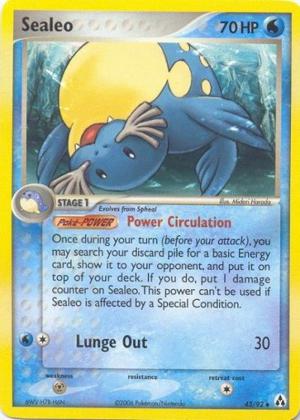 Sealeo 70 HP
Illus. Midori Harada
STAGE 1
Evolves from Spheal
Poké-POWER Power Circulation
Once during your turn (before your attack), you
may search your discard pile for a basic Energy
card, show it to your opponent, and put it on
top of your deck. If you do, put 1 damage
counter on Sealeo. This power can't be used if
Sealeo is affected by a Special Condition.
Lunge Out 30
weakness resistance retreat cost
©2006 Pokémon/Nintendo 43/92